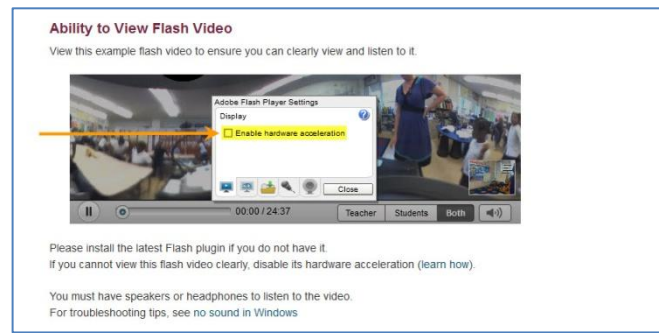 Ability to View Flash Video
View this example flash video to ensure you can clearly view and listen to it.
Adobe Flash Player Settings
Display
?
Enable hardware acceleration
Close
00:00 / 24:37
Teacher
Students
Both
Please install the latest Flash plugin if you do not have it.
If you cannot view this flash video clearly, disable its hardware acceleration (learn how).
You must have speakers or headphones to listen to the video.
For troubleshooting tips, see no sound in Windows